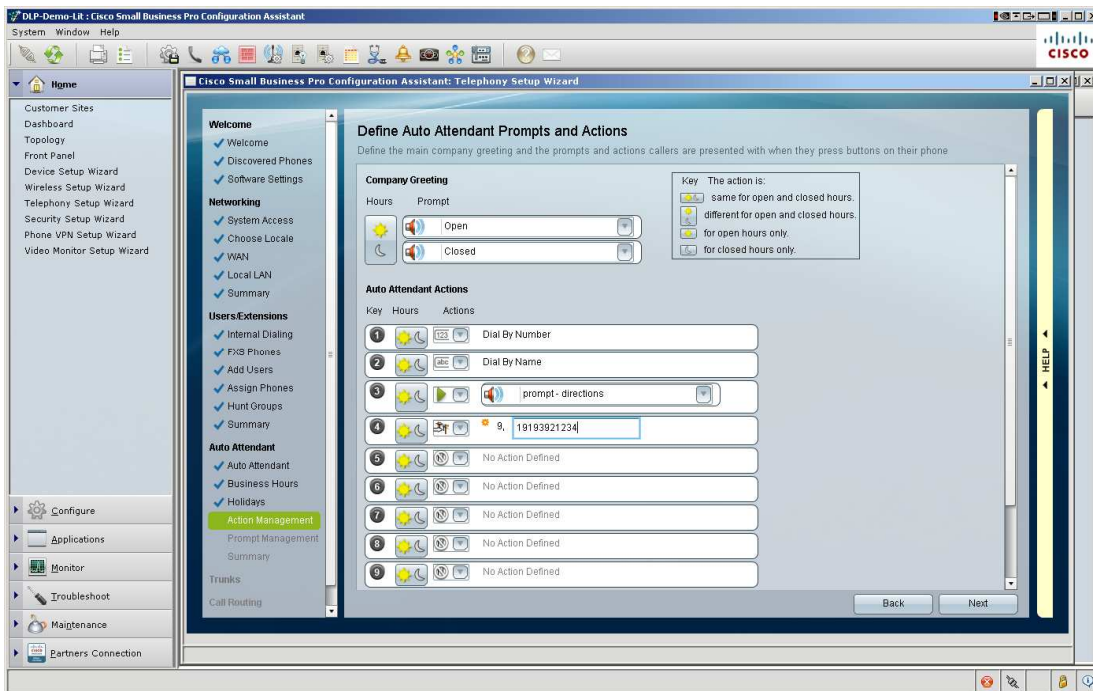 DLP-Demo-Lit : Cisco Small Business Pro Configuration Assistant
System Window Help
CISCO
Home
Customer Sites
Dashboard
Topology
Front Panel
Device Setup Wizard
Wireless Setup Wizard
Telephony Setup Wizard
Security Setup Wizard
Phone VPN Setup Wizard
Video Monitor Setup Wizard
Configure
Applications
Monitor
Troubleshoot
Maintenance
Partners Connection
Cisco Small Business Pro Configuration Assistant: Telephony Setup Wizard
Welcome
Welcome
Discovered Phones
Software Settings
Networking
System Access
Choose Locale
WAN
Local LAN
Summary
Users/Extensions
Internal Dialing
FXS Phones
Add Users
Assign Phones
Hunt Groups
Summary
Auto Attendant
Auto Attendant
Business Hours
Holidays
Action Management
Prompt Management
Summary
Trunks
Call Routing
Define Auto Attendant Prompts and Actions
Define the main company greeting and the prompts and actions callers are presented with when they press buttons on their phone
Company Greeting
Hours Prompt
Open
Closed
Key The action is:
same for open and closed hours.
different for open and closed hours.
for open hours only.
for closed hours only.
Auto Attendant Actions
Key Hours Actions
1 123 Dial By Number
2 abc Dial By Name
3 prompt - directions
4 9, 19193921234
5 No Action Defined
6 No Action Defined
7 No Action Defined
8 No Action Defined
9 No Action Defined
Back Next
HELP